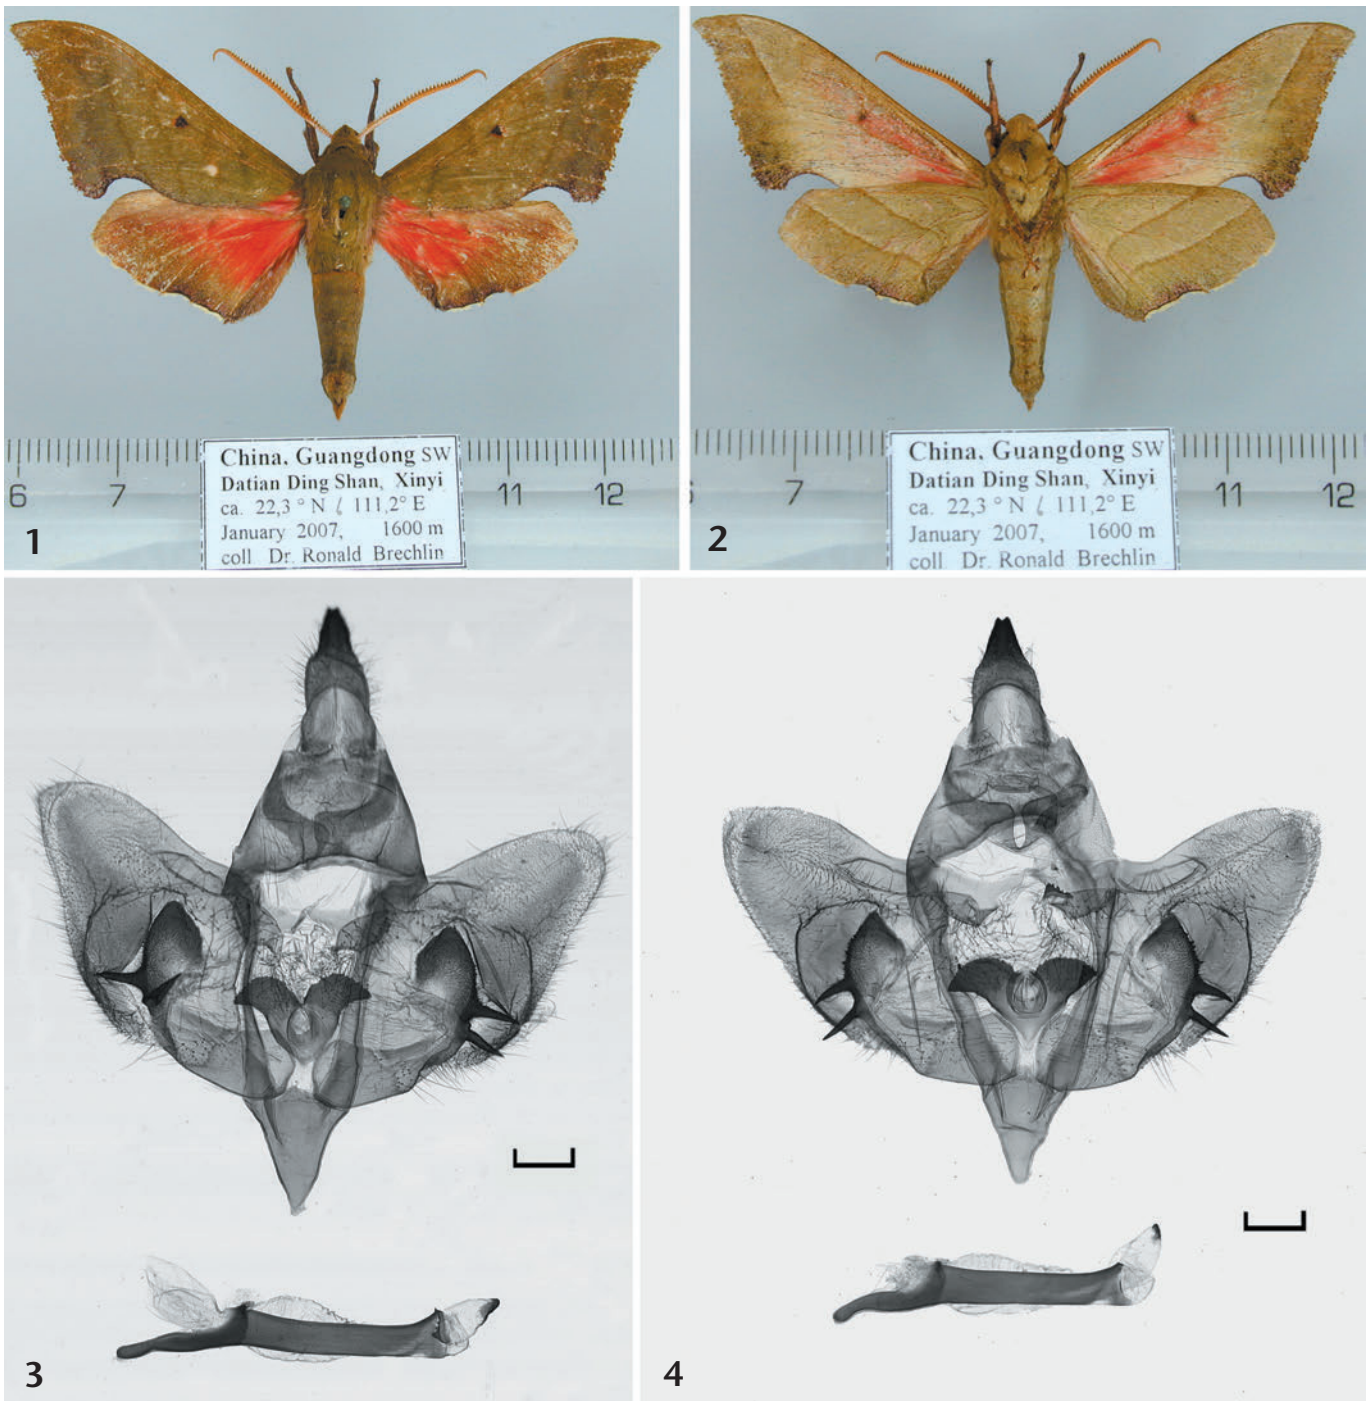 6 7 11 12
China, Guangdong SW
Datian Ding Shan, Xinyi
ca. 22,3 ° N ⁄ 111,2° E
January 2007, 1600 m
coll Dr. Ronald Brechlin
1
7 11 12
China, Guangdong SW
Datian Ding Shan, Xinyi
ca. 22,3 ° N ⁄ 111,2° E
January 2007, 1600 m
coll Dr. Ronald Brechlin
2
3
4